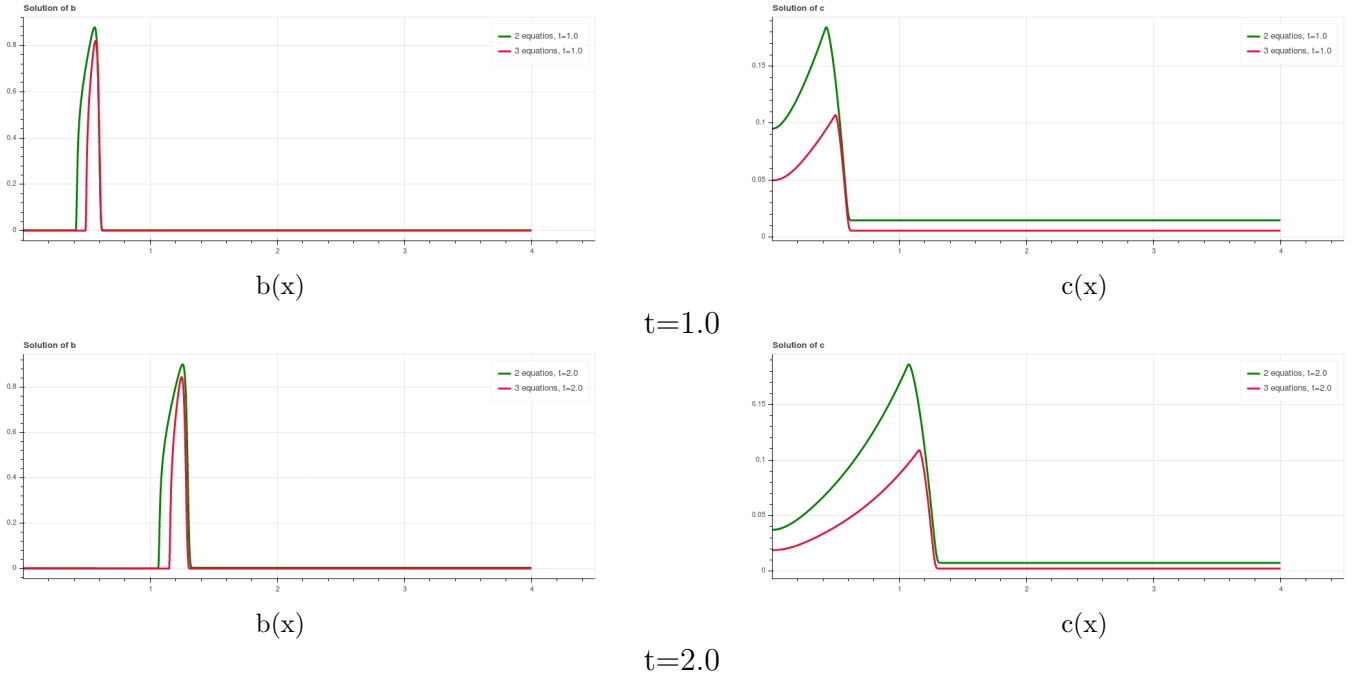 Solution of b
0.8
0.6
0.4
0.2
0
1
2
3
4
2 equatios, t=1.0
3 equations, t=1.0
b(x)
Solution of c
0.15
0.1
0.05
0
1
2
3
4
2 equatios, t=1.0
3 equations, t=1.0
c(x)
t=1.0
Solution of b
0.8
0.6
0.4
0.2
0
1
2
3
4
2 equatios, t=2.0
3 equations, t=2.0
b(x)
Solution of c
0.15
0.1
0.05
0
1
2
3
4
2 equatios, t=2.0
3 equations, t=2.0
c(x)
t=2.0